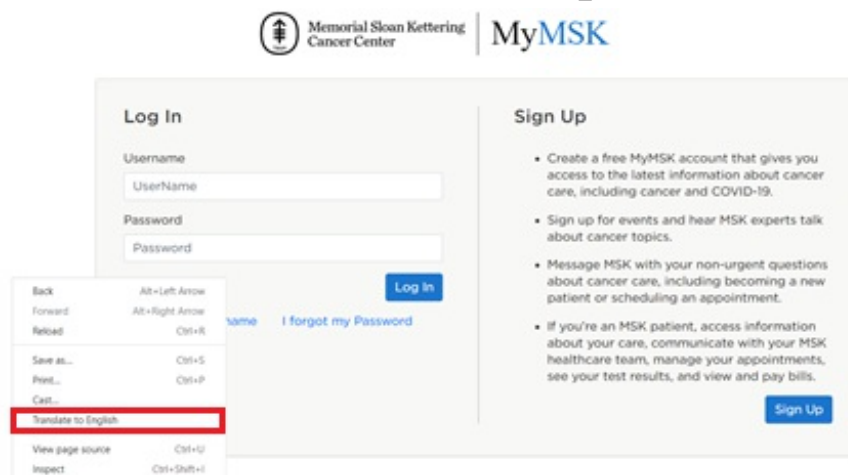 Memorial Sloan Kettering
Cancer Center
MyMSK
Log In
Username
UserName
Password
Password
Log In
name I forgot my Password
Sign Up
• Create a free MyMSK account that gives you
access to the latest information about cancer
care, including cancer and COVID-19.
• Sign up for events and hear MSK experts talk
about cancer topics.
• Message MSK with your non-urgent questions
about cancer care, including becoming a new
patient or scheduling an appointment.
• If you're an MSK patient, access information
about your care, communicate with your MSK
healthcare team, manage your appointments,
see your test results, and view and pay bills.
Sign Up
Back Alt+Left Arrow
Forward Alt+Right Arrow
Reload Ctrl+R
Save as... Ctrl+S
Print... Ctrl+P
Cast...
Translate to English
View page source Ctrl+U
Inspect Ctrl+Shift+I